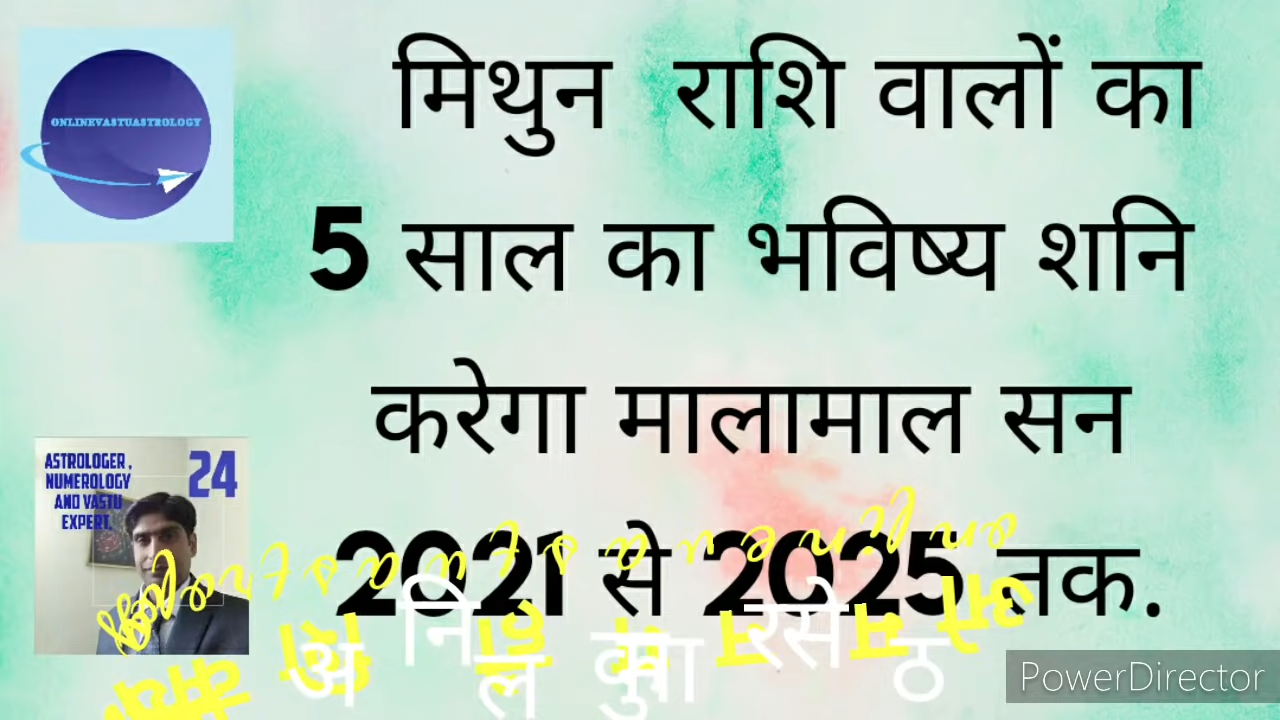 ONLINEVASTUASTROLOGY
मिथुन राशि वालों का
5 साल का भविष्य शनि
करेगा मालामाल सन
2021 से 2025 तक.
ASTROLOGER,
NUMEROLOGY
AND VASTU
EXPERT.
24
PowerDirector